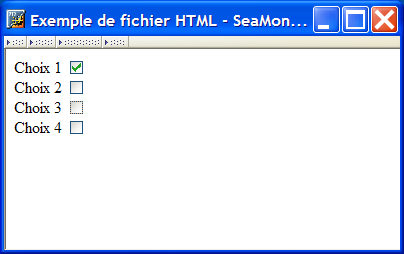 Exemple de fichier HTML - SeaMon...
Choix 1
Choix 2
Choix 3
Choix 4